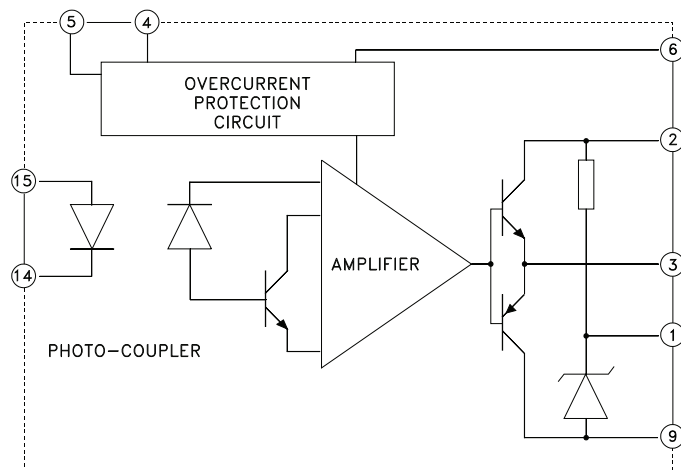 5
4
6
OVERCURRENT
PROTECTION
CIRCUIT
2
15
AMPLIFIER
3
14
1
PHOTO-COUPLER
9